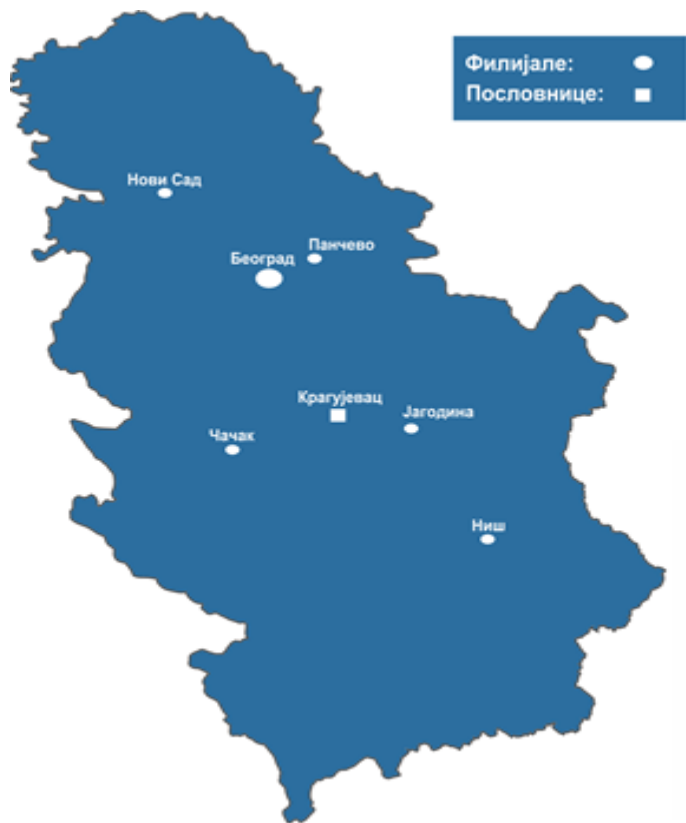 Филијале:
Пословнице:
Нови Сад
Панчево
Београд
Крагујевац
Јагодина
Чачак
Ниш